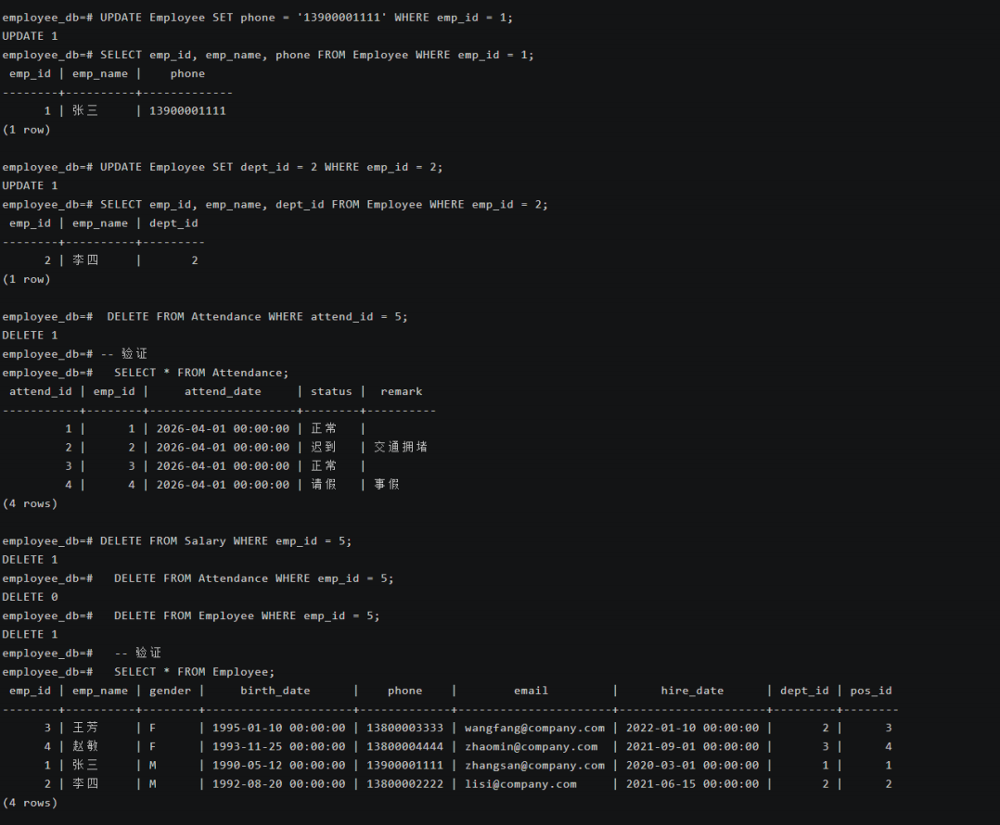 employee_db=# UPDATE Employee SET phone = '13900001111' WHERE emp_id = 1;
UPDATE 1
employee_db=# SELECT emp_id, emp_name, phone FROM Employee WHERE emp_id = 1;
 emp_id | emp_name |    phone
--------+----------+-------------
      1 | 张三     | 13900001111
(1 row)

employee_db=# UPDATE Employee SET dept_id = 2 WHERE emp_id = 2;
UPDATE 1
employee_db=# SELECT emp_id, emp_name, dept_id FROM Employee WHERE emp_id = 2;
 emp_id | emp_name | dept_id
--------+----------+---------
      2 | 李四     |       2
(1 row)

employee_db=#  DELETE FROM Attendance WHERE attend_id = 5;
DELETE 1
employee_db=# -- 验证
employee_db=#   SELECT * FROM Attendance;
 attend_id | emp_id |     attend_date     | status |  remark
-----------+--------+---------------------+--------+----------
         1 |      1 | 2026-04-01 00:00:00 | 正常   |
         2 |      2 | 2026-04-01 00:00:00 | 迟到   | 交通拥堵
         3 |      3 | 2026-04-01 00:00:00 | 正常   |
         4 |      4 | 2026-04-01 00:00:00 | 请假   | 事假
(4 rows)

employee_db=# DELETE FROM Salary WHERE emp_id = 5;
DELETE 1
employee_db=#   DELETE FROM Attendance WHERE emp_id = 5;
DELETE 0
employee_db=#   DELETE FROM Employee WHERE emp_id = 5;
DELETE 1
employee_db=#   -- 验证
employee_db=#   SELECT * FROM Employee;
 emp_id | emp_name | gender |     birth_date      |    phone    |        email         |      hire_date      | dept_id | pos_id
--------+----------+--------+---------------------+-------------+----------------------+---------------------+---------+--------
      3 | 王芳     | F      | 1995-01-10 00:00:00 | 13800003333 | wangfang@company.com | 2022-01-10 00:00:00 |       2 |      3
      4 | 赵敏     | F      | 1993-11-25 00:00:00 | 13800004444 | zhaomin@company.com  | 2021-09-01 00:00:00 |       3 |      4
      1 | 张三     | M      | 1990-05-12 00:00:00 | 13900001111 | zhangsan@company.com | 2020-03-01 00:00:00 |       1 |      1
      2 | 李四     | M      | 1992-08-20 00:00:00 | 13800002222 | lisi@company.com     | 2021-06-15 00:00:00 |       2 |      2
(4 rows)